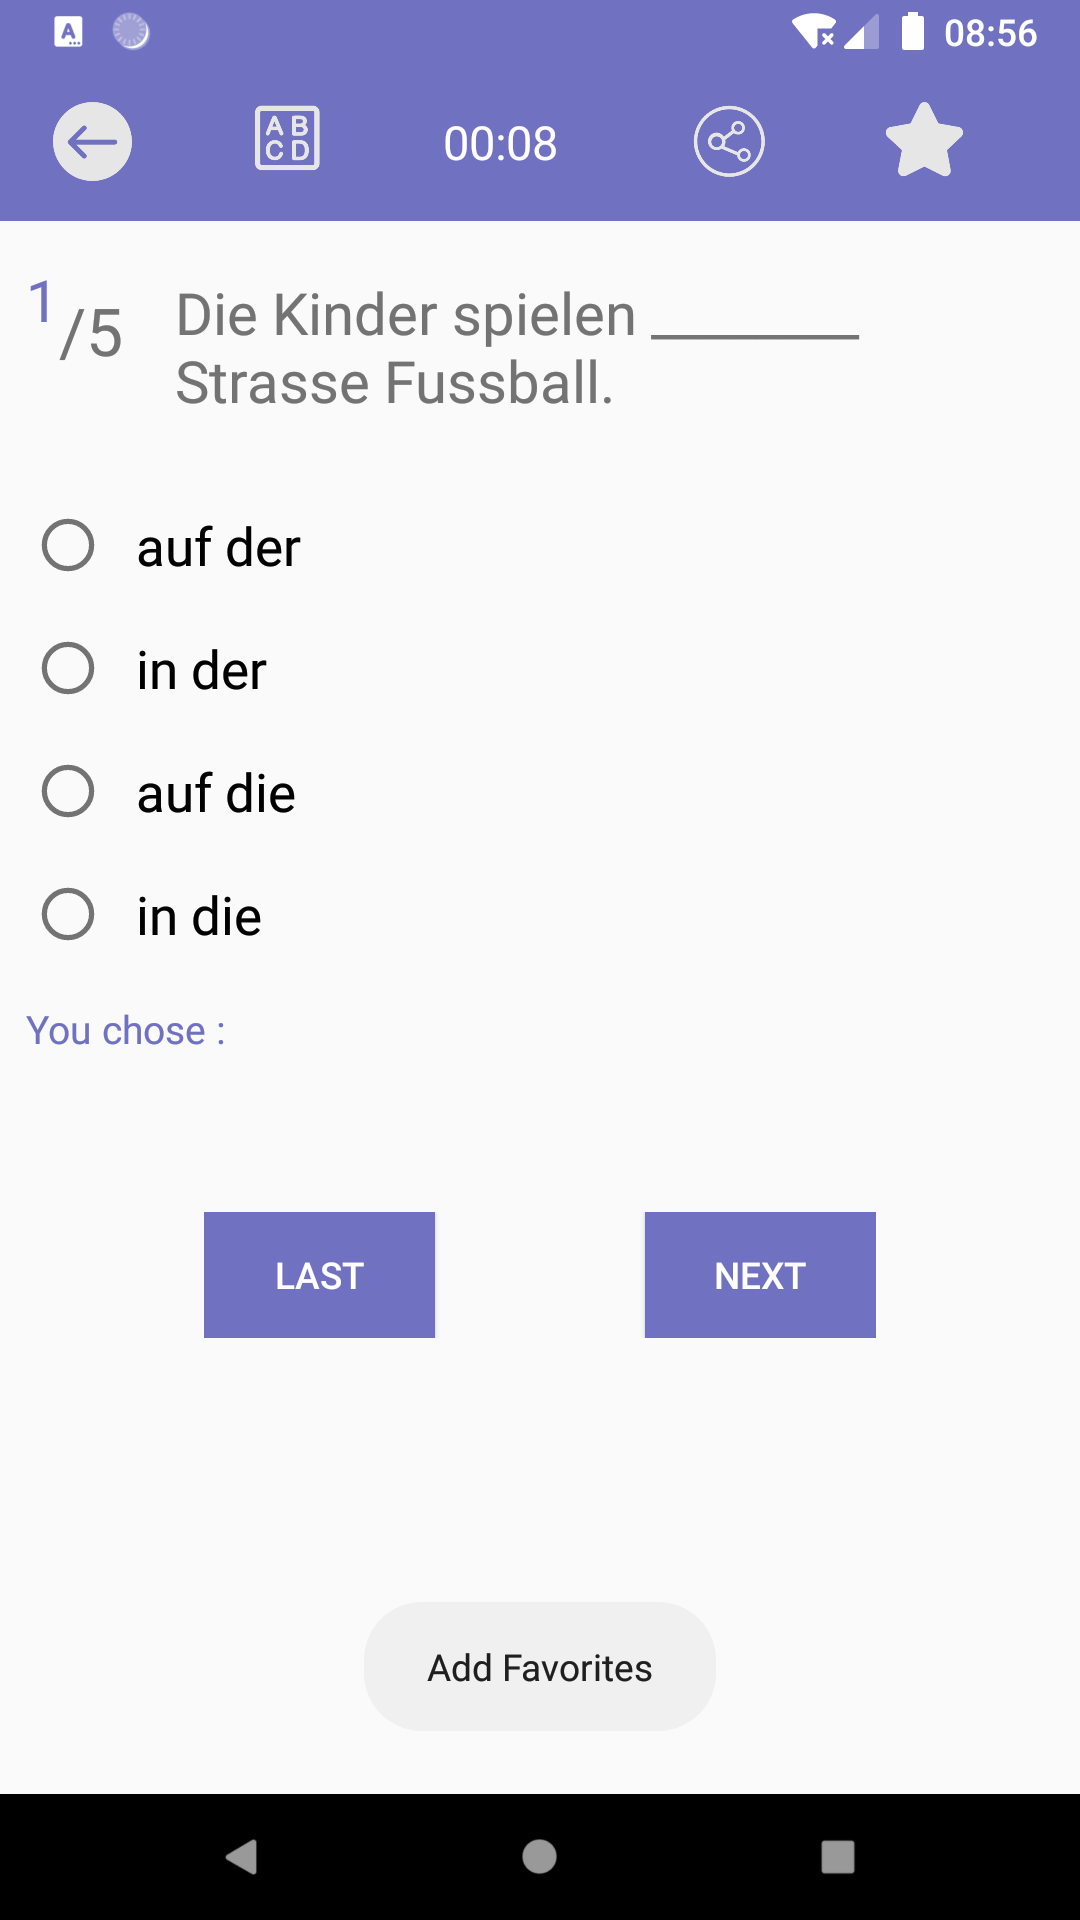 08:56
A B
C D
00:08
1/5
Die Kinder spielen ________
Strasse Fussball.
auf der
in der
auf die
in die
You chose :
LAST
NEXT
Add Favorites